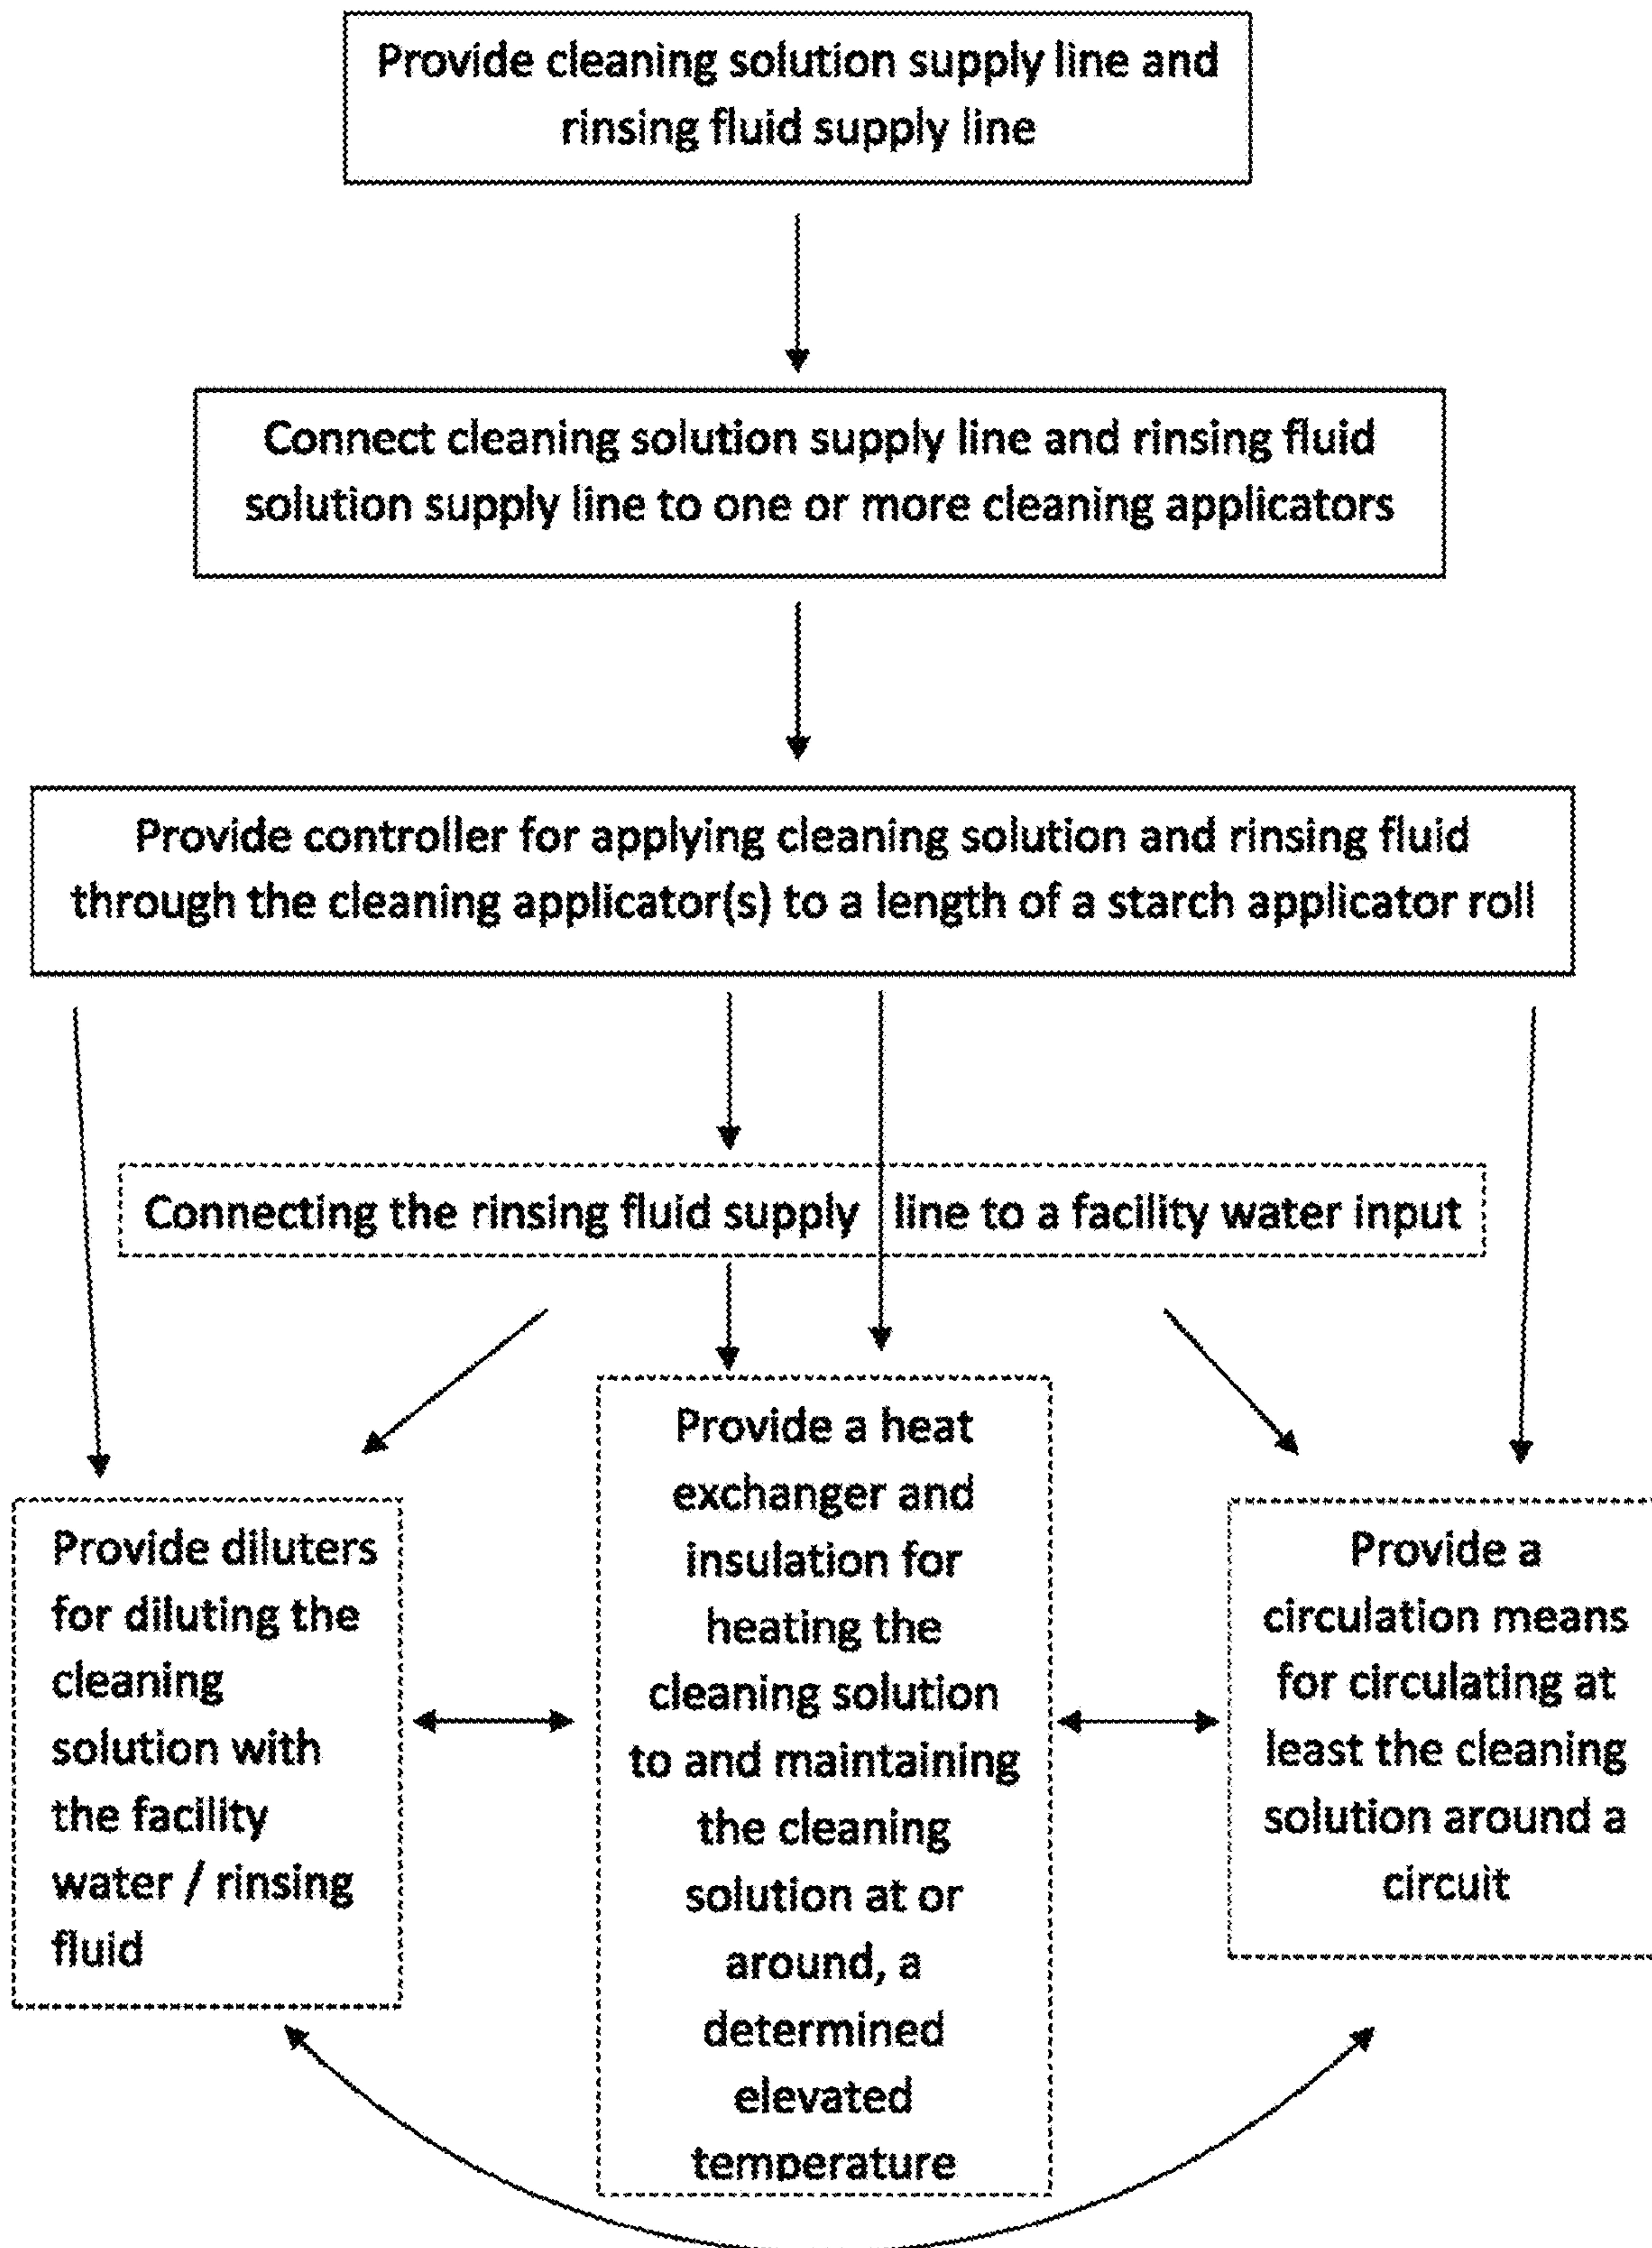 Provide cleaning solution supply line and
rinsing fluid supply line
Connect cleaning solution supply line and rinsing fluid
solution supply line to one or more cleaning applicators
Provide controller for applying cleaning solution and rinsing fluid
through the cleaning applicator(s) to a length of a starch applicator roll
Connecting the rinsing fluid supply line to a facility water input
Provide diluters
for diluting the
cleaning
solution with
the facility
water / rinsing
fluid
Provide a heat
exchanger and
insulation for
heating the
cleaning solution
to and maintaining
the cleaning
solution at or
around, a
determined
elevated
temperature
Provide a
circulation means
for circulating at
least the cleaning
solution around a
circuit